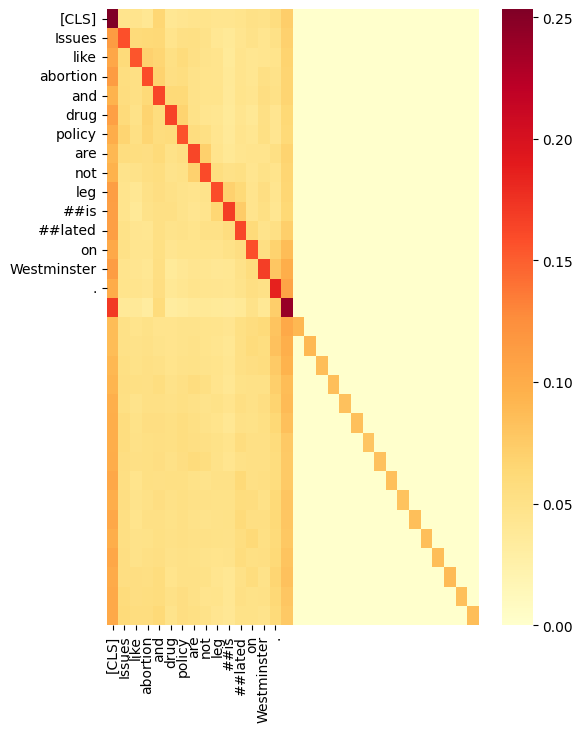 [CLS]
Issues
like
abortion
and
drug
policy
are
not
leg
##is
##lated
on
Westminster
.
0.25
0.20
0.15
0.10
0.05
0.00
[CLS]
Issues
like
abortion
and
drug
policy
are
not
leg
##is
##lated
on
Westminster
.